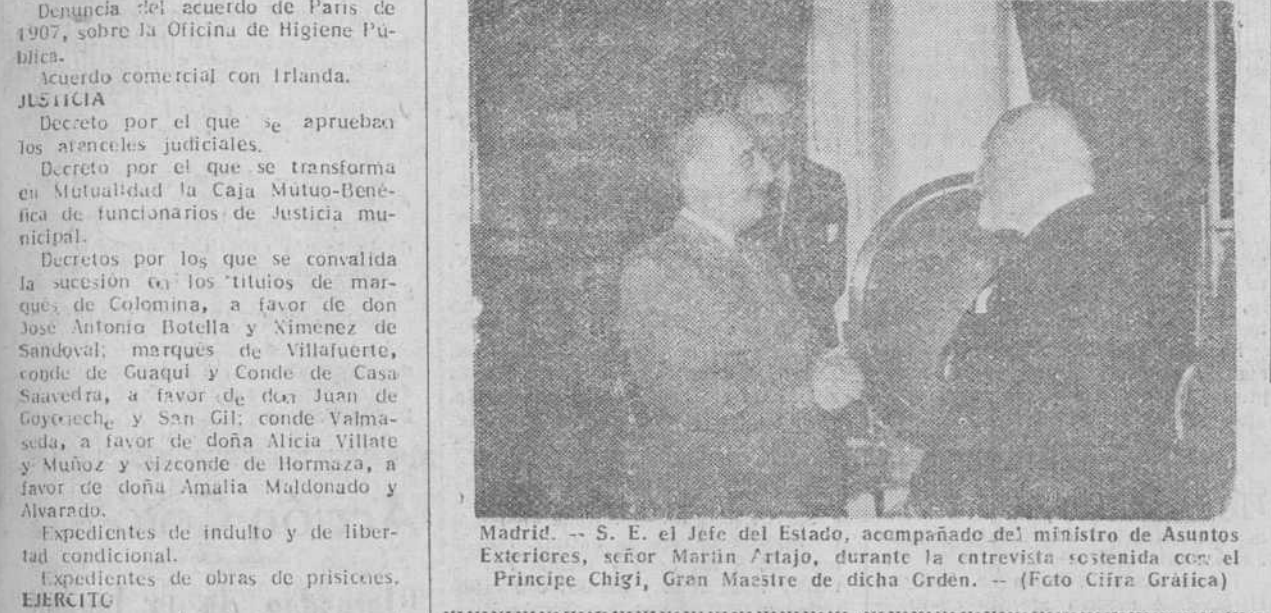 Denuncia del acuerdo de París de
1907, sobre la Oficina de Higiene Pú-
blica.
Acuerdo comercial con Irlanda.
JUSTICIA
Decreto por el que se aprueban
los aranceles judiciales.
Decreto por el que se transforma
en Mutualidad la Caja Mútuo-Bené-
fica de funcionarios de Justicia mu-
nicipal.
Decretos por los que se convalida
la sucesión en los títulos de mar-
qués de Colomina, a favor de don
José Antonio Botella y Ximénez de
Sandoval; marqués de Villafuerte,
conde de Guaqui y Conde de Casa
Saavedra, a favor de don Juan de
Goyoneche y San Gil; conde Valma-
seda, a favor de doña Alicia Villate
y Muñoz y vizconde de Hormaza, a
favor de doña Amalia Maldonado y
Alvarado.
Expedientes de indulto y de liber-
tad condicional.
Expedientes de obras de prisiones.
EJERCITO
Madrid. -- S. E. el Jefe del Estado, acompañado del ministro de Asuntos
Exteriores, señor Martín Artajo, durante la entrevista sostenida con el
Principe Chigi, Gran Maestre de dicha Orden. -- (Foto Cifra Gráfica)